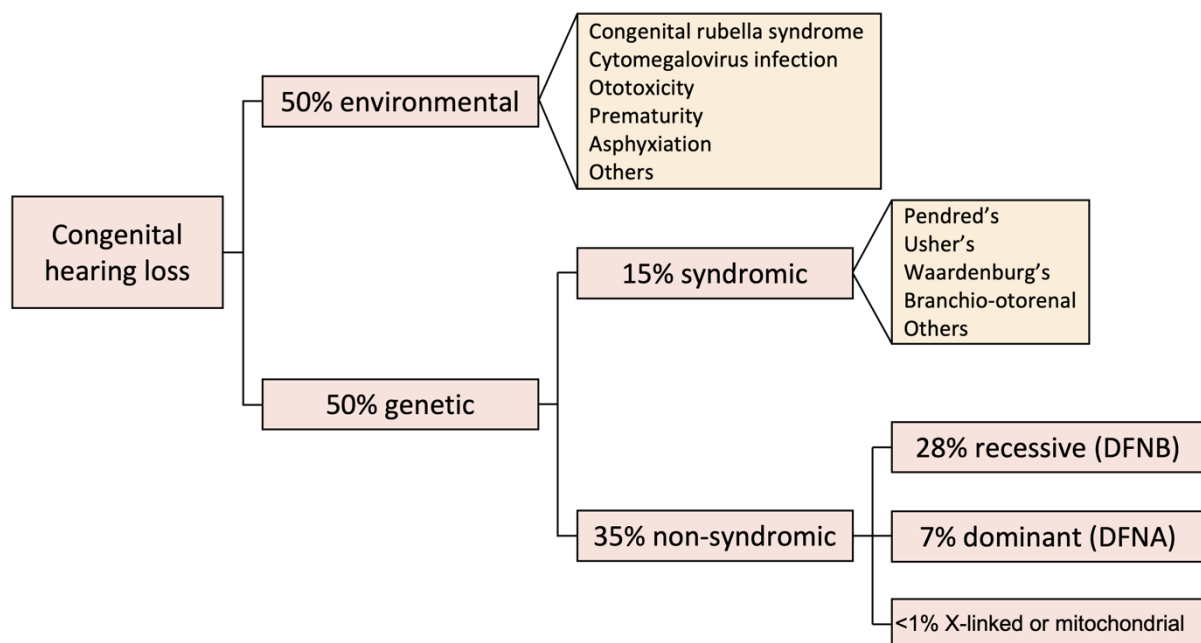 Congenital
hearing loss
50% environmental
Congenital rubella syndrome
Cytomegalovirus infection
Ototoxicity
Prematurity
Asphyxiation
Others
50% genetic
15% syndromic
Pendred’s
Usher’s
Waardenburg’s
Branchio-otorenal
Others
35% non-syndromic
28% recessive (DFNB)
7% dominant (DFNA)
<1% X-linked or mitochondrial